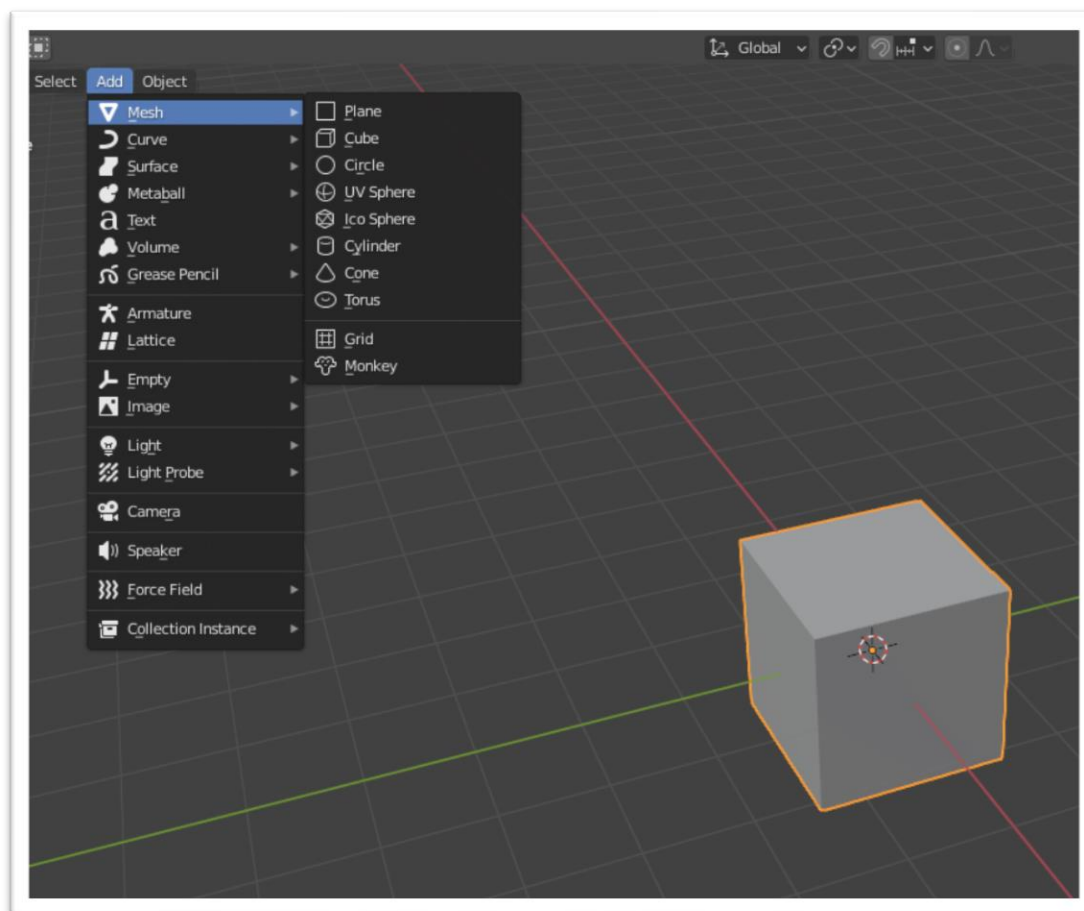 Global
Select Add Object
Mesh
Curve
Surface
Metaball
Text
Volume
Grease Pencil
Armature
Lattice
Empty
Image
Light
Light Probe
Camera
Speaker
Force Field
Collection Instance
Plane
Cube
Circle
UV Sphere
Ico Sphere
Cylinder
Cone
Torus
Grid
Monkey